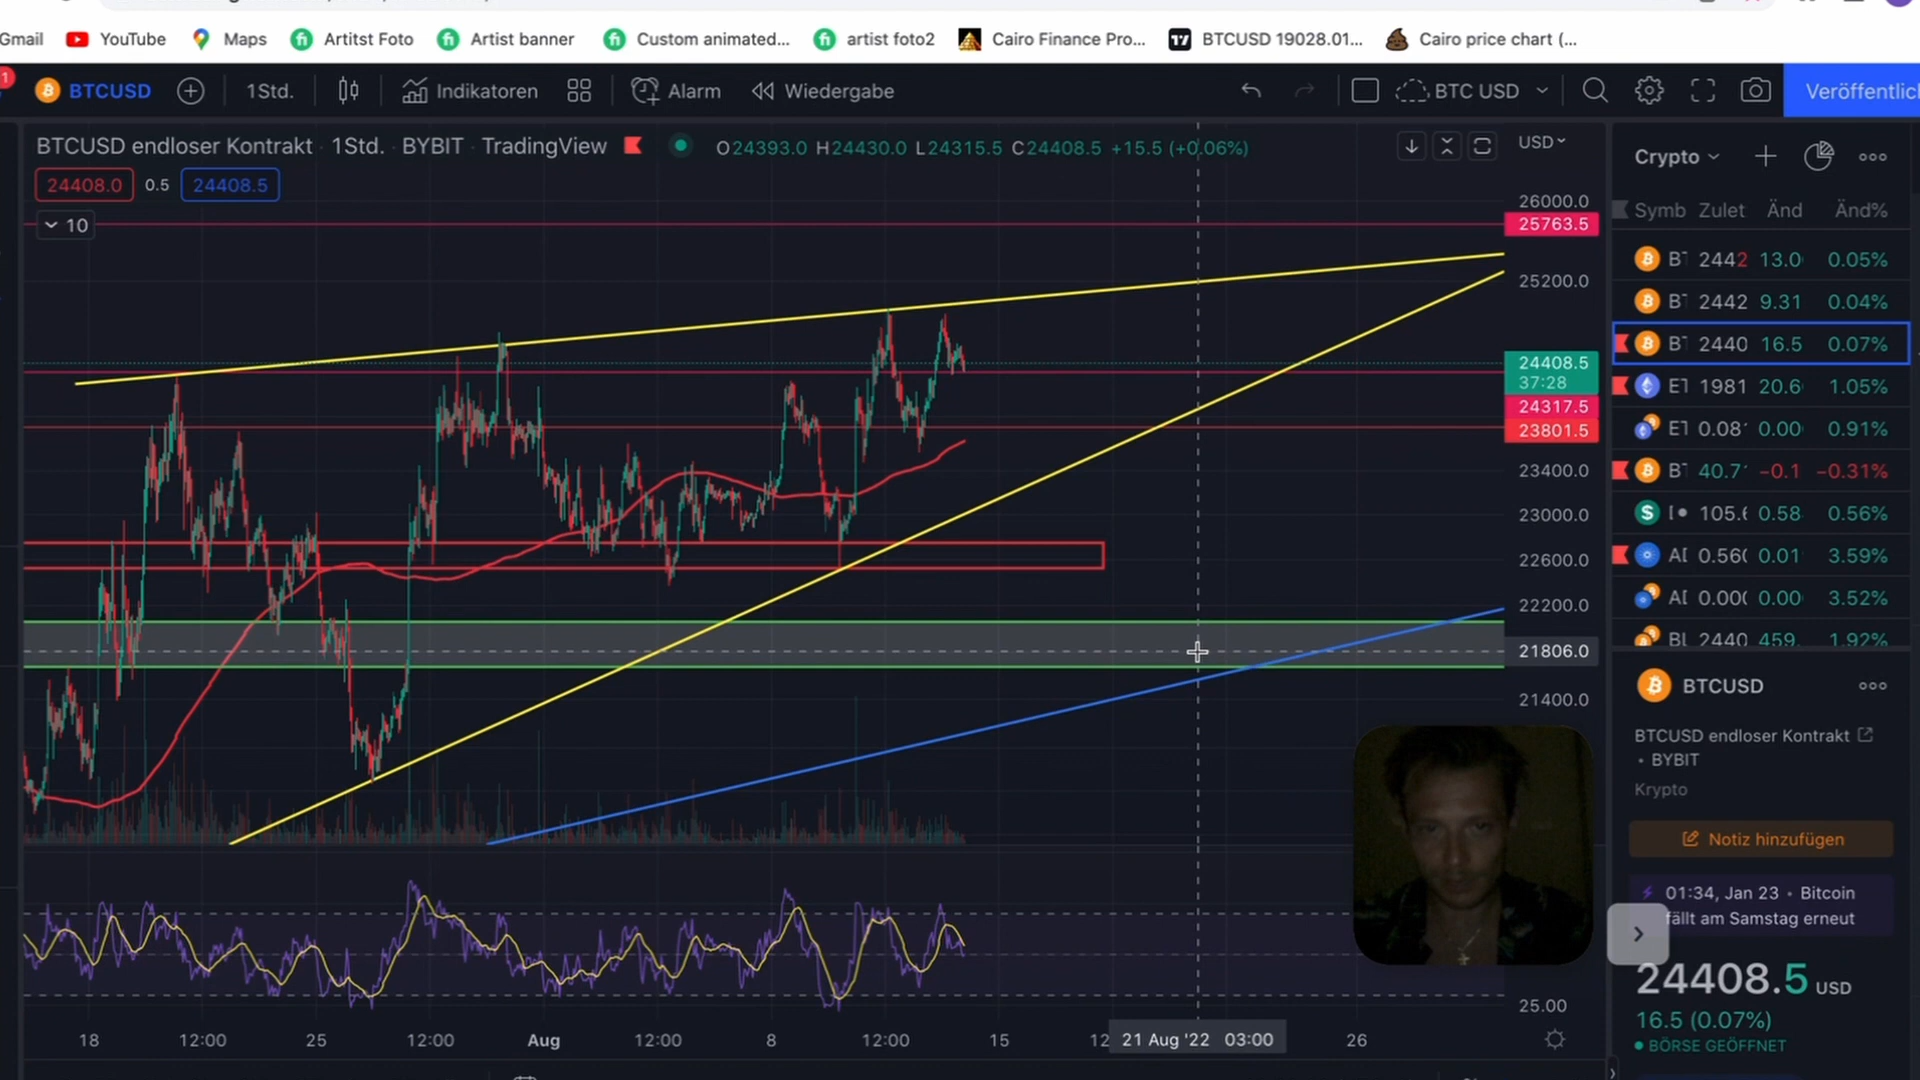 Gmail YouTube Maps Artitst Foto Artist banner Custom animated... artist foto2 Cairo Finance Pro... BTCUSD 19028.01... Cairo price chart (...
1 BTCUSD 1Std. Indikatoren Alarm Wiedergabe BTC USD Veröffentlich
BTCUSD endloser Kontrakt · 1Std. · BYBIT · TradingView O24393.0 H24430.0 L24315.5 C24408.5 +15.5 (+0.06%)
24408.0 0.5 24408.5
10
USD
26000.0
25763.5
25200.0
24408.5
37:28
24317.5
23801.5
23400.0
23000.0
22600.0
22200.0
21806.0
21400.0
25.00
18 12:00 25 12:00 Aug 12:00 8 12:00 15 12 21 Aug '22 03:00 26
Crypto
Symb Zulet Änd Änd%
2442 13.0 0.05%
2442 9.31 0.04%
2440 16.5 0.07%
ET 1981 20.6 1.05%
ET 0.08 0.00 0.91%
40.7 −0.1 −0.31%
105.6 0.58 0.56%
0.560 0.01 3.59%
0.000 0.00 3.52%
2440 459. 1.92%
BTCUSD
BTCUSD endloser Kontrakt
• BYBIT
Krypto
Notiz hinzufügen
01:34, Jan 23 • Bitcoin
fällt am Samstag erneut
24408.5 USD
16.5 (0.07%)
BÖRSE GEÖFFNET